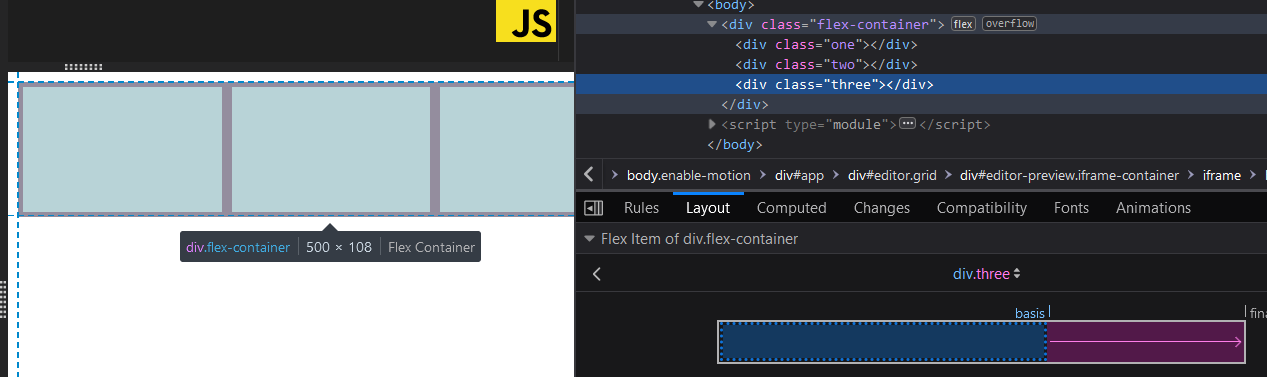 JS
<body>
<div class="flex-container"> flex overflow
<div class="one"></div>
<div class="two"></div>
<div class="three"></div>
</div>
<script type="module"></script>
</body>
body.enable-motion div#app div#editor.grid div#editor-preview.iframe-container iframe
Rules Layout Computed Changes Compatibility Fonts Animations
div.flex-container 500 × 108 Flex Container
Flex Item of div.flex-container
div.three
basis